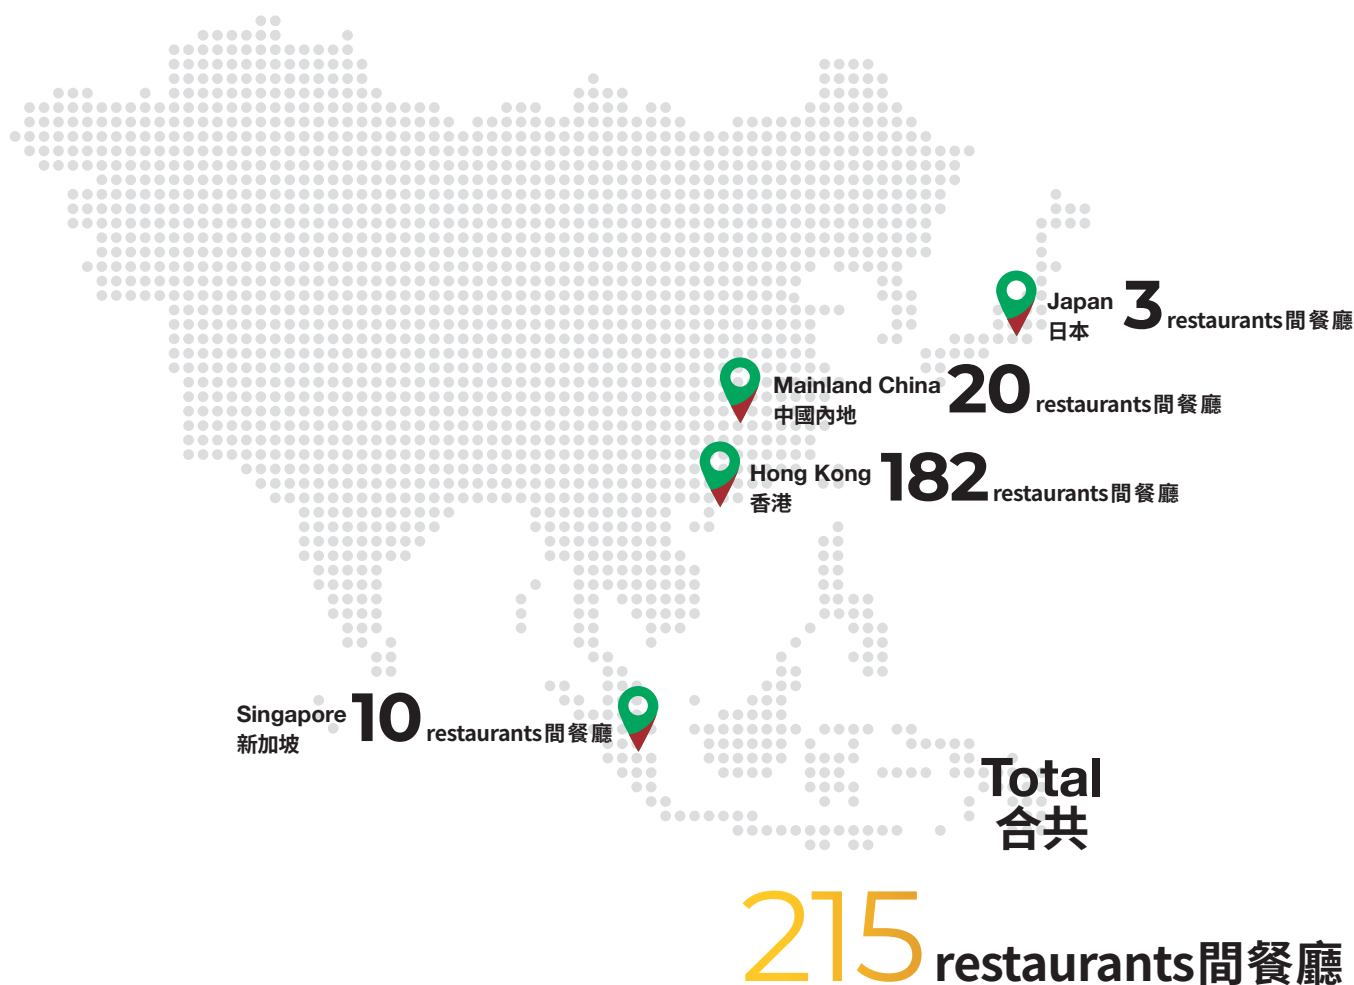 Japan 3 restaurants間餐廳
日本
Mainland China 20 restaurants間餐廳
中國內地
Hong Kong 182 restaurants間餐廳
香港
Singapore 10 restaurants間餐廳
新加坡
Total
合共
215 restaurants間餐廳